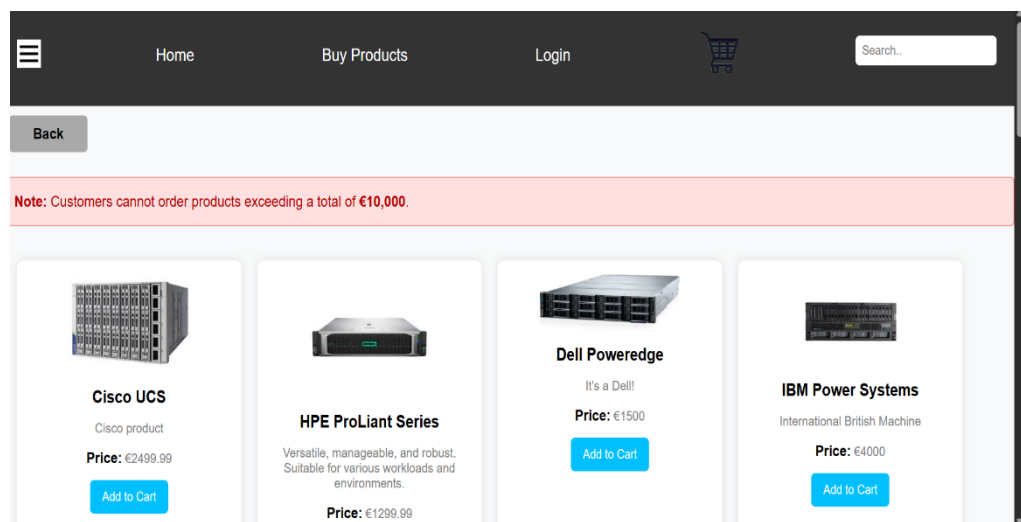 Home
Buy Products
Login
Search..
Back
Note: Customers cannot order products exceeding a total of €10,000.
Cisco UCS
Cisco product
Price: €2499.99
Add to Cart
HPE ProLiant Series
Versatile, manageable, and robust.
Suitable for various workloads and
environments.
Price: €1299.99
Dell Poweredge
It's a Dell!
Price: €1500
Add to Cart
IBM Power Systems
International British Machine
Price: €4000
Add to Cart